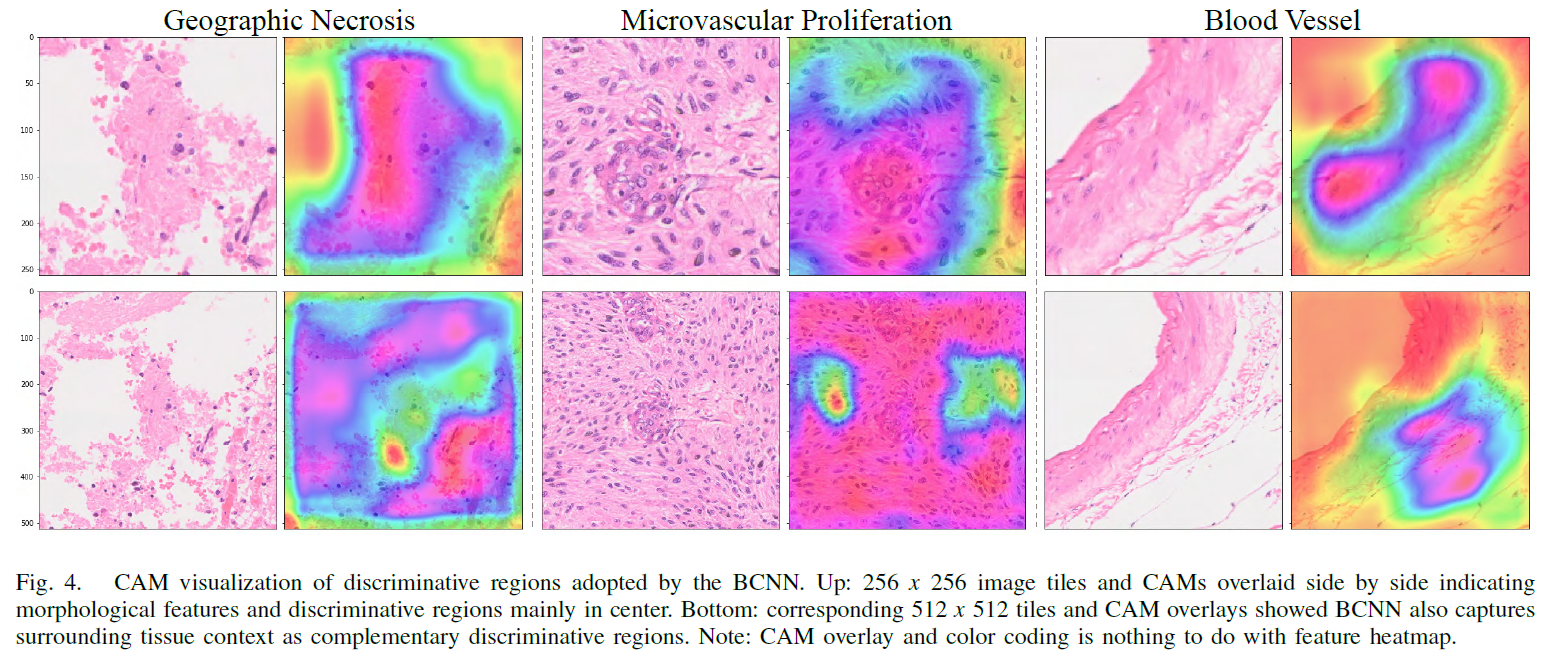 Geographic Necrosis
Microvascular Proliferation
Blood Vessel
0
50
100
150
200
250
0
100
200
300
400
500
Fig. 4. CAM visualization of discriminative regions adopted by the BCNN. Up: 256 x 256 image tiles and CAMs overlaid side by side indicating
morphological features and discriminative regions mainly in center. Bottom: corresponding 512 x 512 tiles and CAM overlays showed BCNN also captures
surrounding tissue context as complementary discriminative regions. Note: CAM overlay and color coding is nothing to do with feature heatmap.